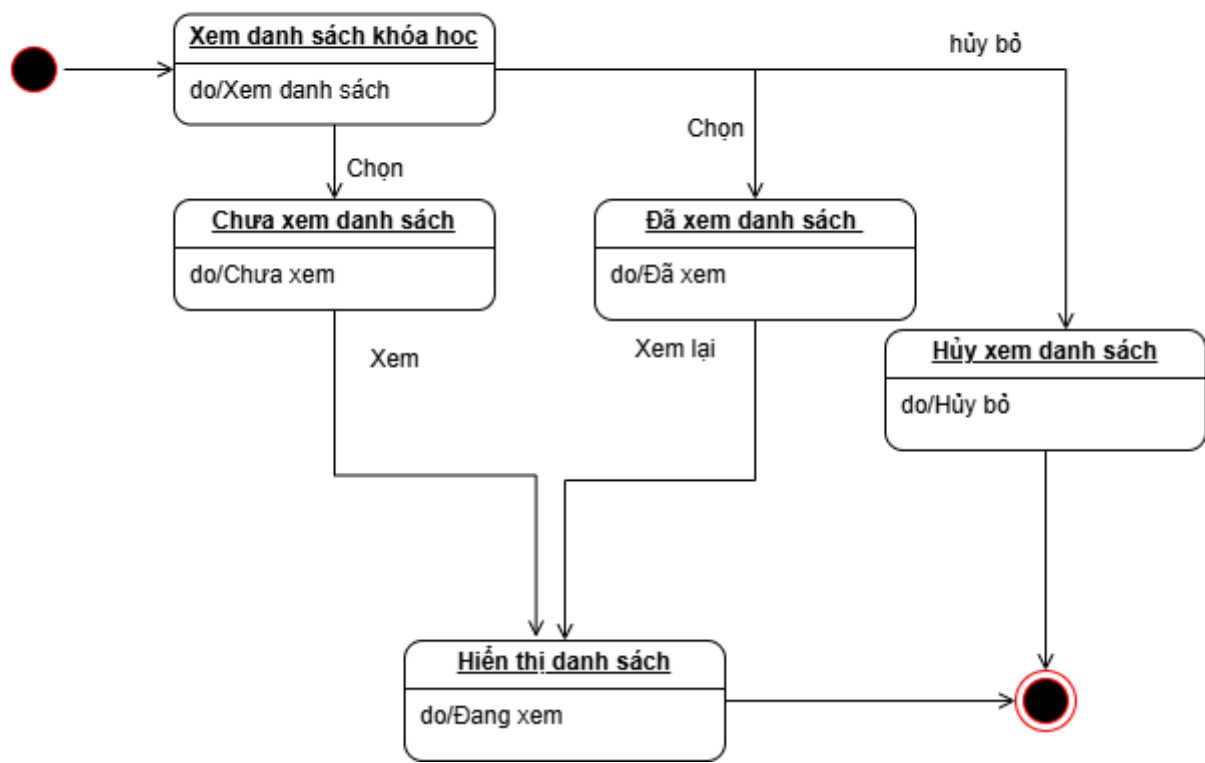 Xem danh sách khóa hoc
do/Xem danh sách
hủy bỏ
Chọn
Chọn
Chưa xem danh sách
do/Chưa xem
Đã xem danh sách
do/Đã xem
Xem
Xem lại
Hủy xem danh sách
do/Hủy bỏ
Hiển thị danh sách
do/Đang xem